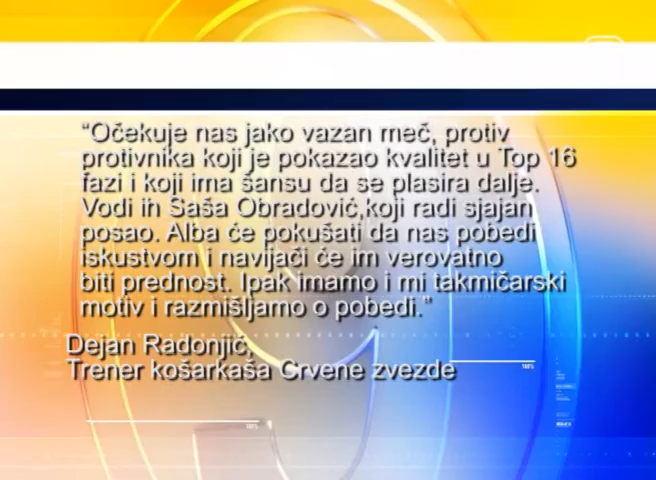 “Očekuje nas jako vazan meč, protiv
protivnika koji je pokazao kvalitet u Top 16
fazi i koji ima šansu da se plasira dalje.
Vodi ih Saša Obradović,koji radi sjajan
posao. Alba će pokušati da nas pobedi
iskustvom i navijači će im verovatno
biti prednost. Ipak imamo i mi takmičarski
motiv i razmišljamo o pobedi.”
Dejan Radonjić,
Trener košarkaša Crvene zvezde
100%
100%